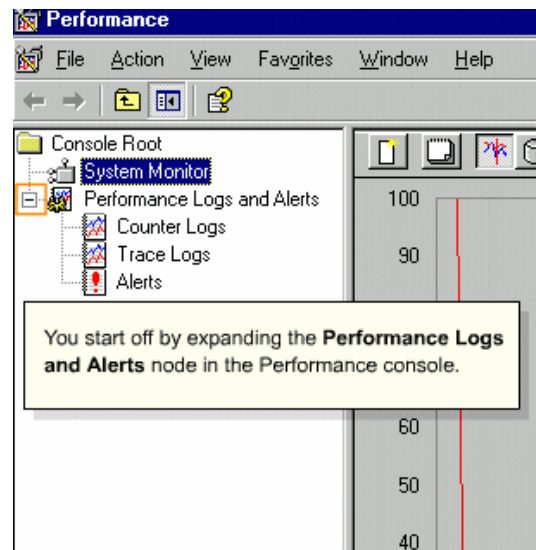 Performance
File Action View Favorites Window Help
Console Root
System Monitor
Performance Logs and Alerts
Counter Logs
Trace Logs
Alerts
100
90
You start off by expanding the Performance Logs
and Alerts node in the Performance console.
60
50
40